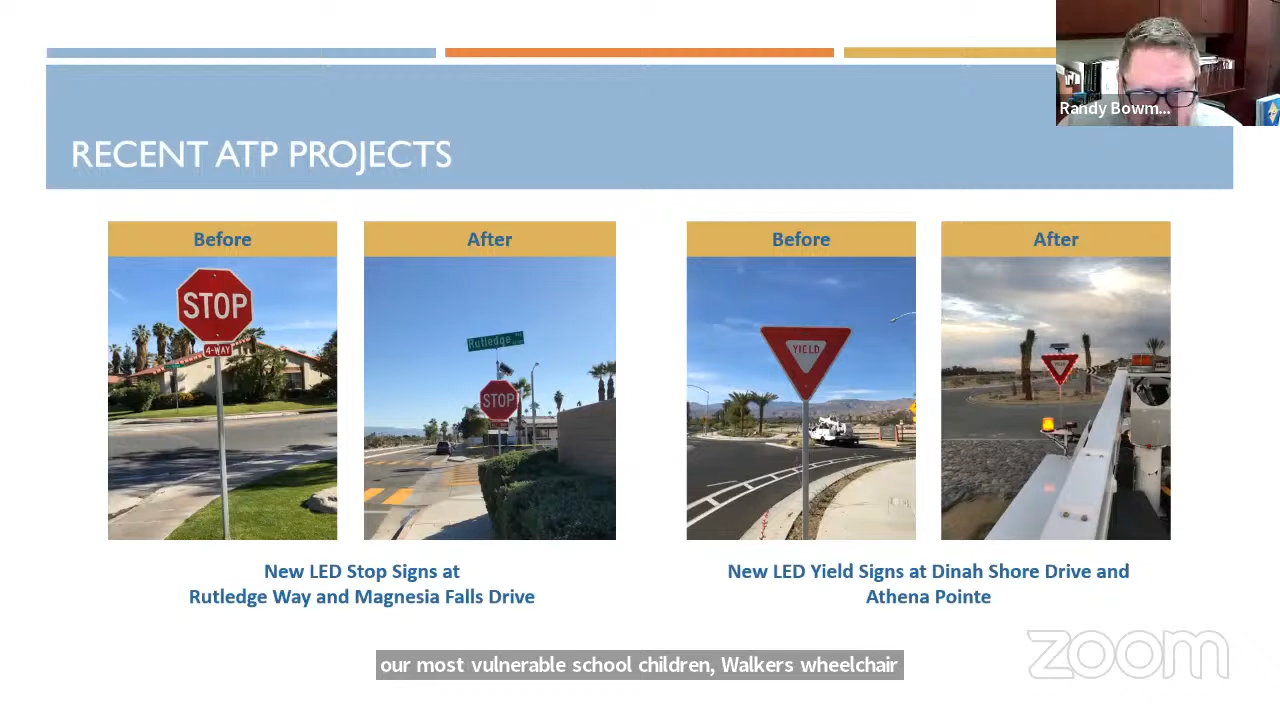 Randy Bowm...
RECENT ATP PROJECTS
Before
After
Before
After
STOP
4-WAY
Rutledge
STOP
YIELD
YIELD
New LED Stop Signs at
Rutledge Way and Magnesia Falls Drive
New LED Yield Signs at Dinah Shore Drive and
Athena Pointe
our most vulnerable school children, Walkers wheelchair
zoom